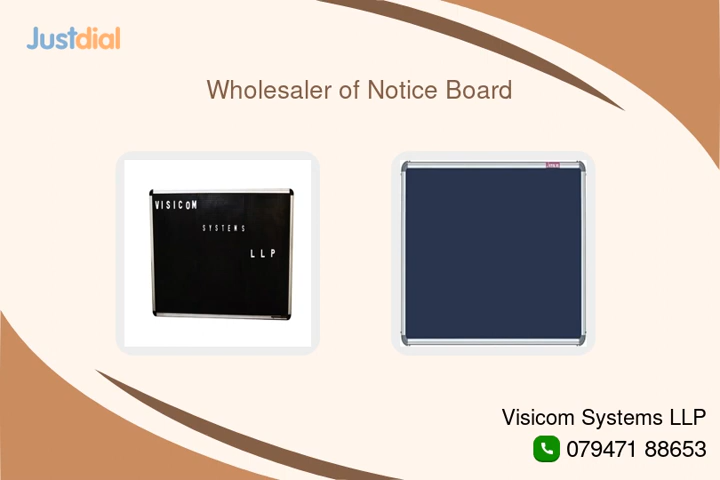 Justdial
Wholesaler of Notice Board
VISICOM
SYSTEMS
LLP
Visicom Systems LLP
079471 88653